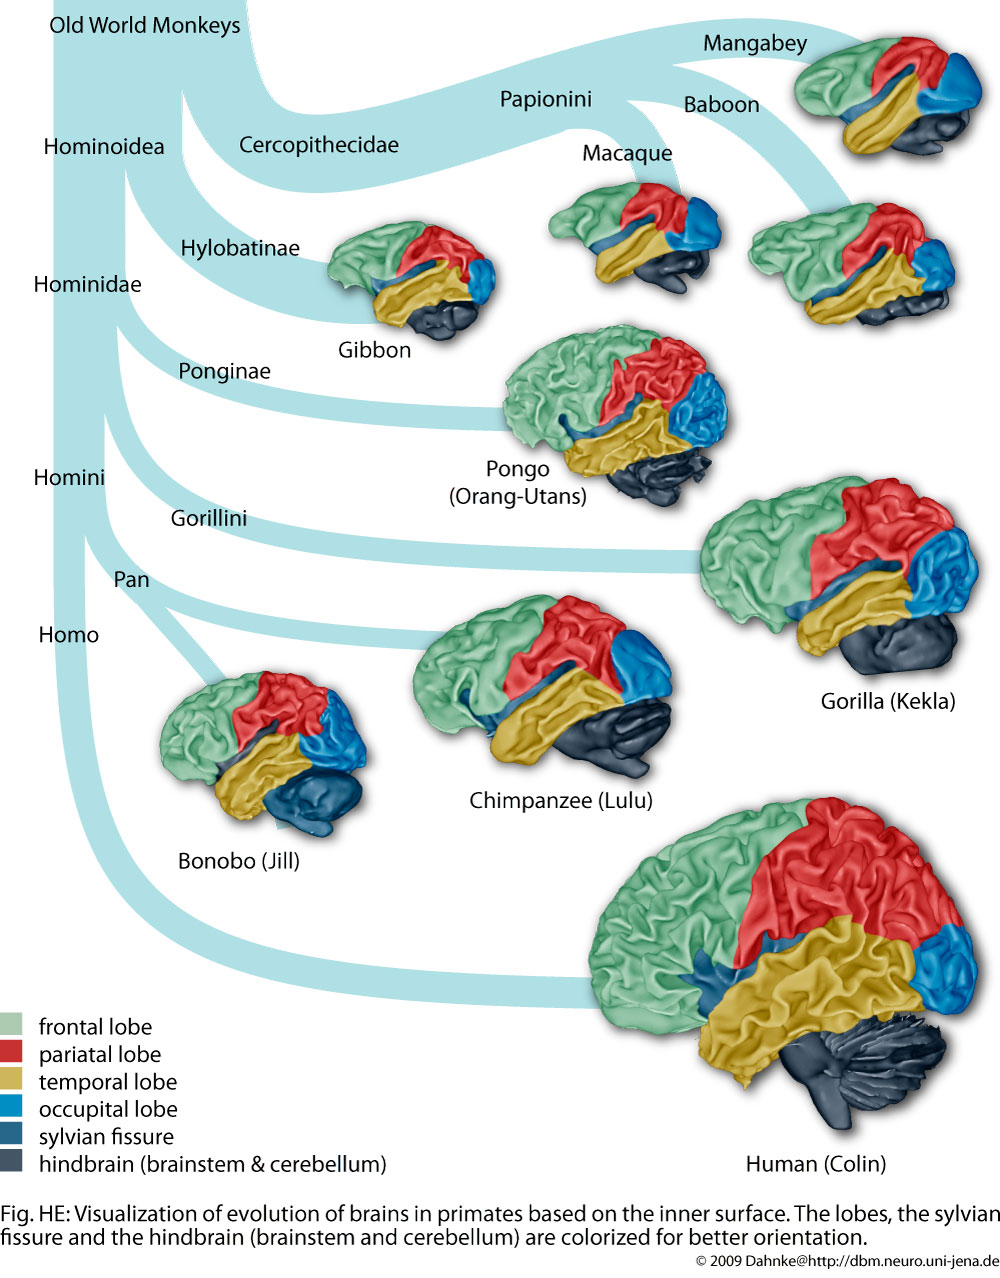 Old World Monkeys
Mangabey
Papionini
Baboon
Hominoidea
Cercopithecidae
Macaque
Hylobatinae
Hominidae
Gibbon
Ponginae
Pongo
(Orang-Utans)
Homini
Gorillini
Pan
Homo
Gorilla (Kekla)
Chimpanzee (Lulu)
Bonobo (Jill)
frontal lobe
pariatal lobe
temporal lobe
occupital lobe
sylvian fissure
hindbrain (brainstem & cerebellum)
Human (Colin)
Fig. HE: Visualization of evolution of brains in primates based on the inner surface. The lobes, the sylvian
fissure and the hindbrain (brainstem and cerebellum) are colorized for better orientation.
© 2009 Dahnke@http://dbm.neuro.uni-jena.de